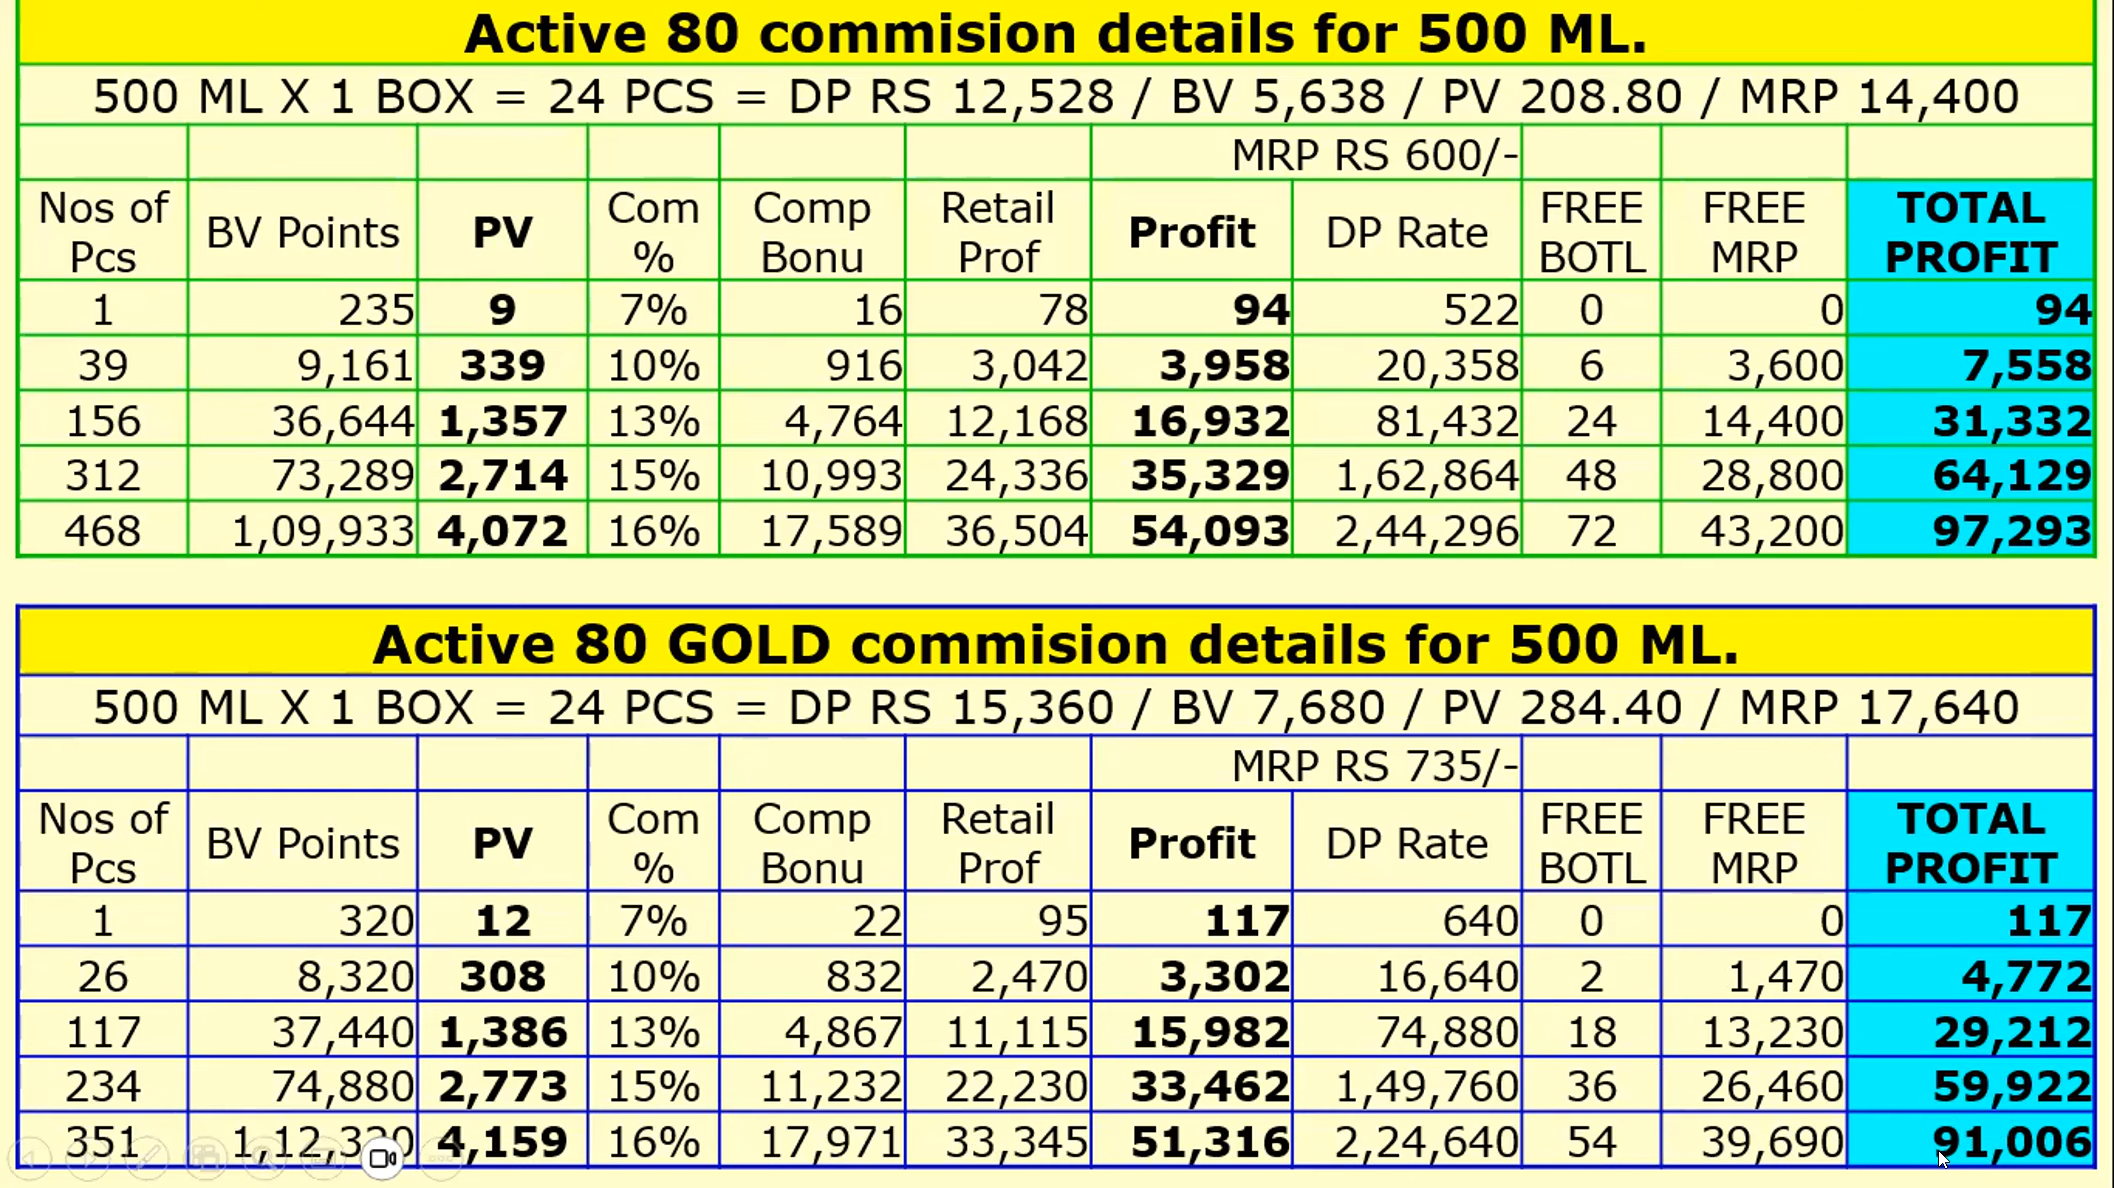 Active 80 commision details for 500 ML.
500 ML X 1 BOX = 24 PCS = DP RS 12,528 / BV 5,638 / PV 208.80 / MRP 14,400
MRP RS 600/-
Nos of Pcs BV Points PV Com % Comp Bonu Retail Prof Profit DP Rate FREE BOTL FREE MRP TOTAL PROFIT
1 235 9 7% 16 78 94 522 0 0 94
39 9,161 339 10% 916 3,042 3,958 20,358 6 3,600 7,558
156 36,644 1,357 13% 4,764 12,168 16,932 81,432 24 14,400 31,332
312 73,289 2,714 15% 10,993 24,336 35,329 1,62,864 48 28,800 64,129
468 1,09,933 4,072 16% 17,589 36,504 54,093 2,44,296 72 43,200 97,293
Active 80 GOLD commision details for 500 ML.
500 ML X 1 BOX = 24 PCS = DP RS 15,360 / BV 7,680 / PV 284.40 / MRP 17,640
MRP RS 735/-
Nos of Pcs BV Points PV Com % Comp Bonu Retail Prof Profit DP Rate FREE BOTL FREE MRP TOTAL PROFIT
1 320 12 7% 22 95 117 640 0 0 117
26 8,320 308 10% 832 2,470 3,302 16,640 2 1,470 4,772
117 37,440 1,386 13% 4,867 11,115 15,982 74,880 18 13,230 29,212
234 74,880 2,773 15% 11,232 22,230 33,462 1,49,760 36 26,460 59,922
351 1,12,320 4,159 16% 17,971 33,345 51,316 2,24,640 54 39,690 91,006